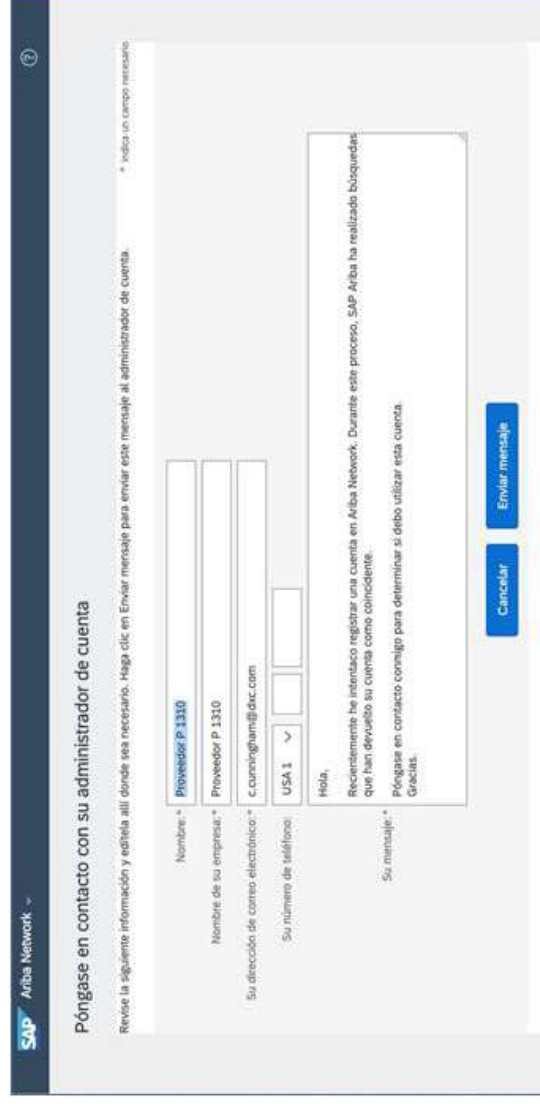 SAP Ariba Network
Póngase en contacto con su administrador de cuenta
Revise la siguiente información y edítela allí donde sea necesario. Haga clic en Enviar mensaje para enviar este mensaje al administrador de cuenta.
* indica un campo necesario
Nombre: * Proveedor P 1310
Nombre de su empresa: * Proveedor P 1310
Su dirección de correo electrónico: * c.cunningham@dxc.com
Su número de teléfono: USA 1
Su mensaje: *
Hola,
Recientemente he intentaco registrar una cuenta en Ariba Network. Durante este proceso, SAP Ariba ha realizado búsquedas
que han devuelto su cuenta como coincidente.
Póngase en contacto conmigo para determinar si debo utilizar esta cuenta.
Gracias.
Cancelar Enviar mensaje